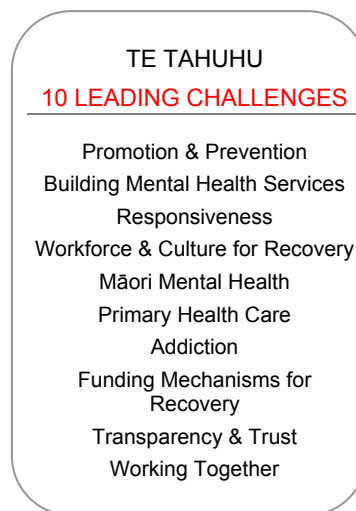 TE TAHUHU
10 LEADING CHALLENGES
Promotion & Prevention
Building Mental Health Services
Responsiveness
Workforce & Culture for Recovery
Māori Mental Health
Primary Health Care
Addiction
Funding Mechanisms for
Recovery
Transparency & Trust
Working Together